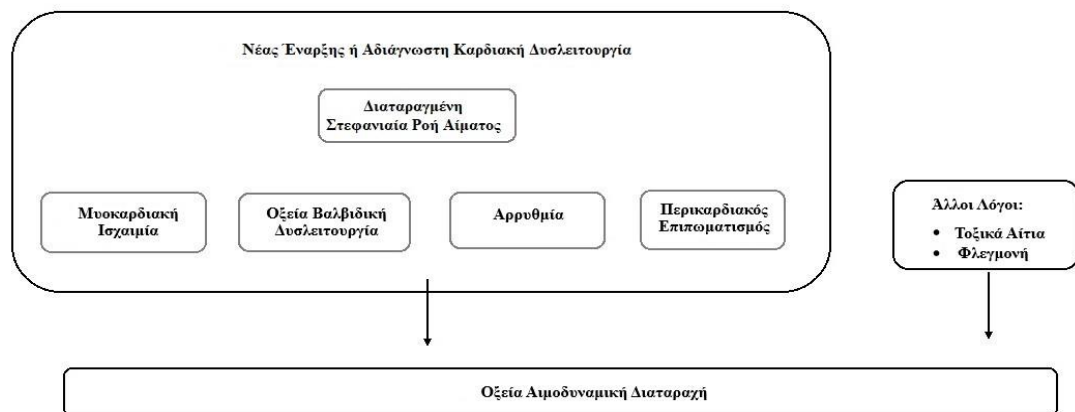 Νέας Έναρξης ή Αδιάγνωστη Καρδιακή Δυσλειτουργία
Διαταραγμένη
Στεφανιαία Ροή Αίματος
Μυοκαρδιακή
Ισχαιμία
Οξεία Βαλβιδική
Δυσλειτουργία
Αρρυθμία
Περικαρδιακός
Επιπωματισμός
Άλλοι Λόγοι:
• Τοξικά Αίτια
• Φλεγμονή
Οξεία Αιμοδυναμική Διαταραχή